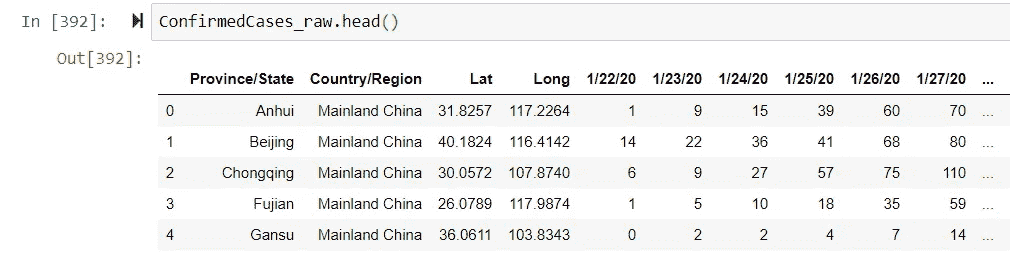 In [392]: ConfirmedCases_raw.head()
Out[392]:
Province/State Country/Region Lat Long 1/22/20 1/23/20 1/24/20 1/25/20 1/26/20 1/27/20 ...
0 Anhui Mainland China 31.8257 117.2264 1 9 15 39 60 70 ...
1 Beijing Mainland China 40.1824 116.4142 14 22 36 41 68 80 ...
2 Chongqing Mainland China 30.0572 107.8740 6 9 27 57 75 110 ...
3 Fujian Mainland China 26.0789 117.9874 1 5 10 18 35 59 ...
4 Gansu Mainland China 36.0611 103.8343 0 2 2 4 7 14 ...